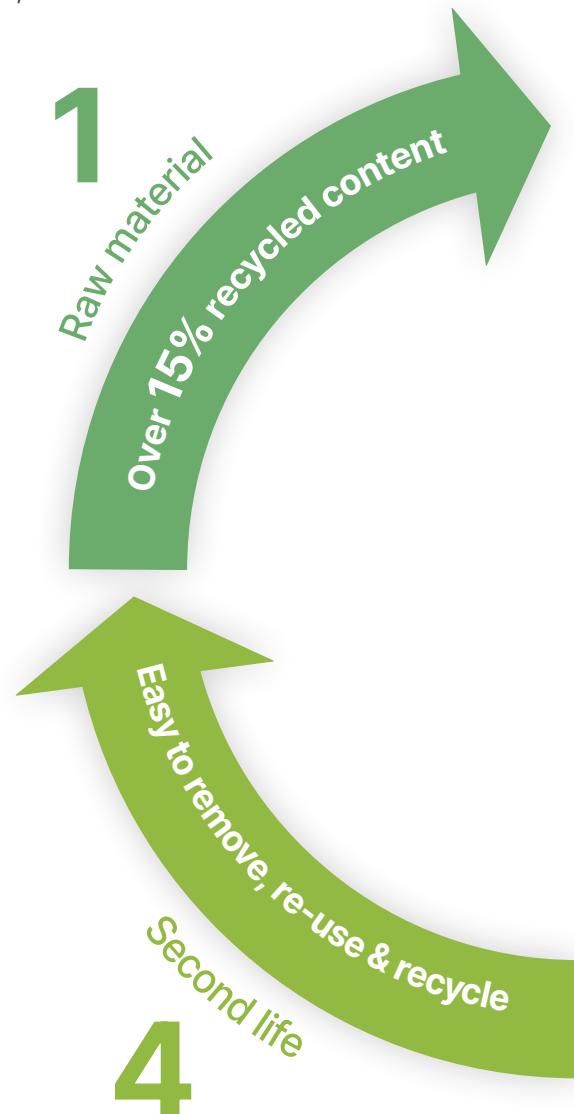 1
Raw material
Over 15% recycled content
Easy to remove, re-use & recycle
Second life
4